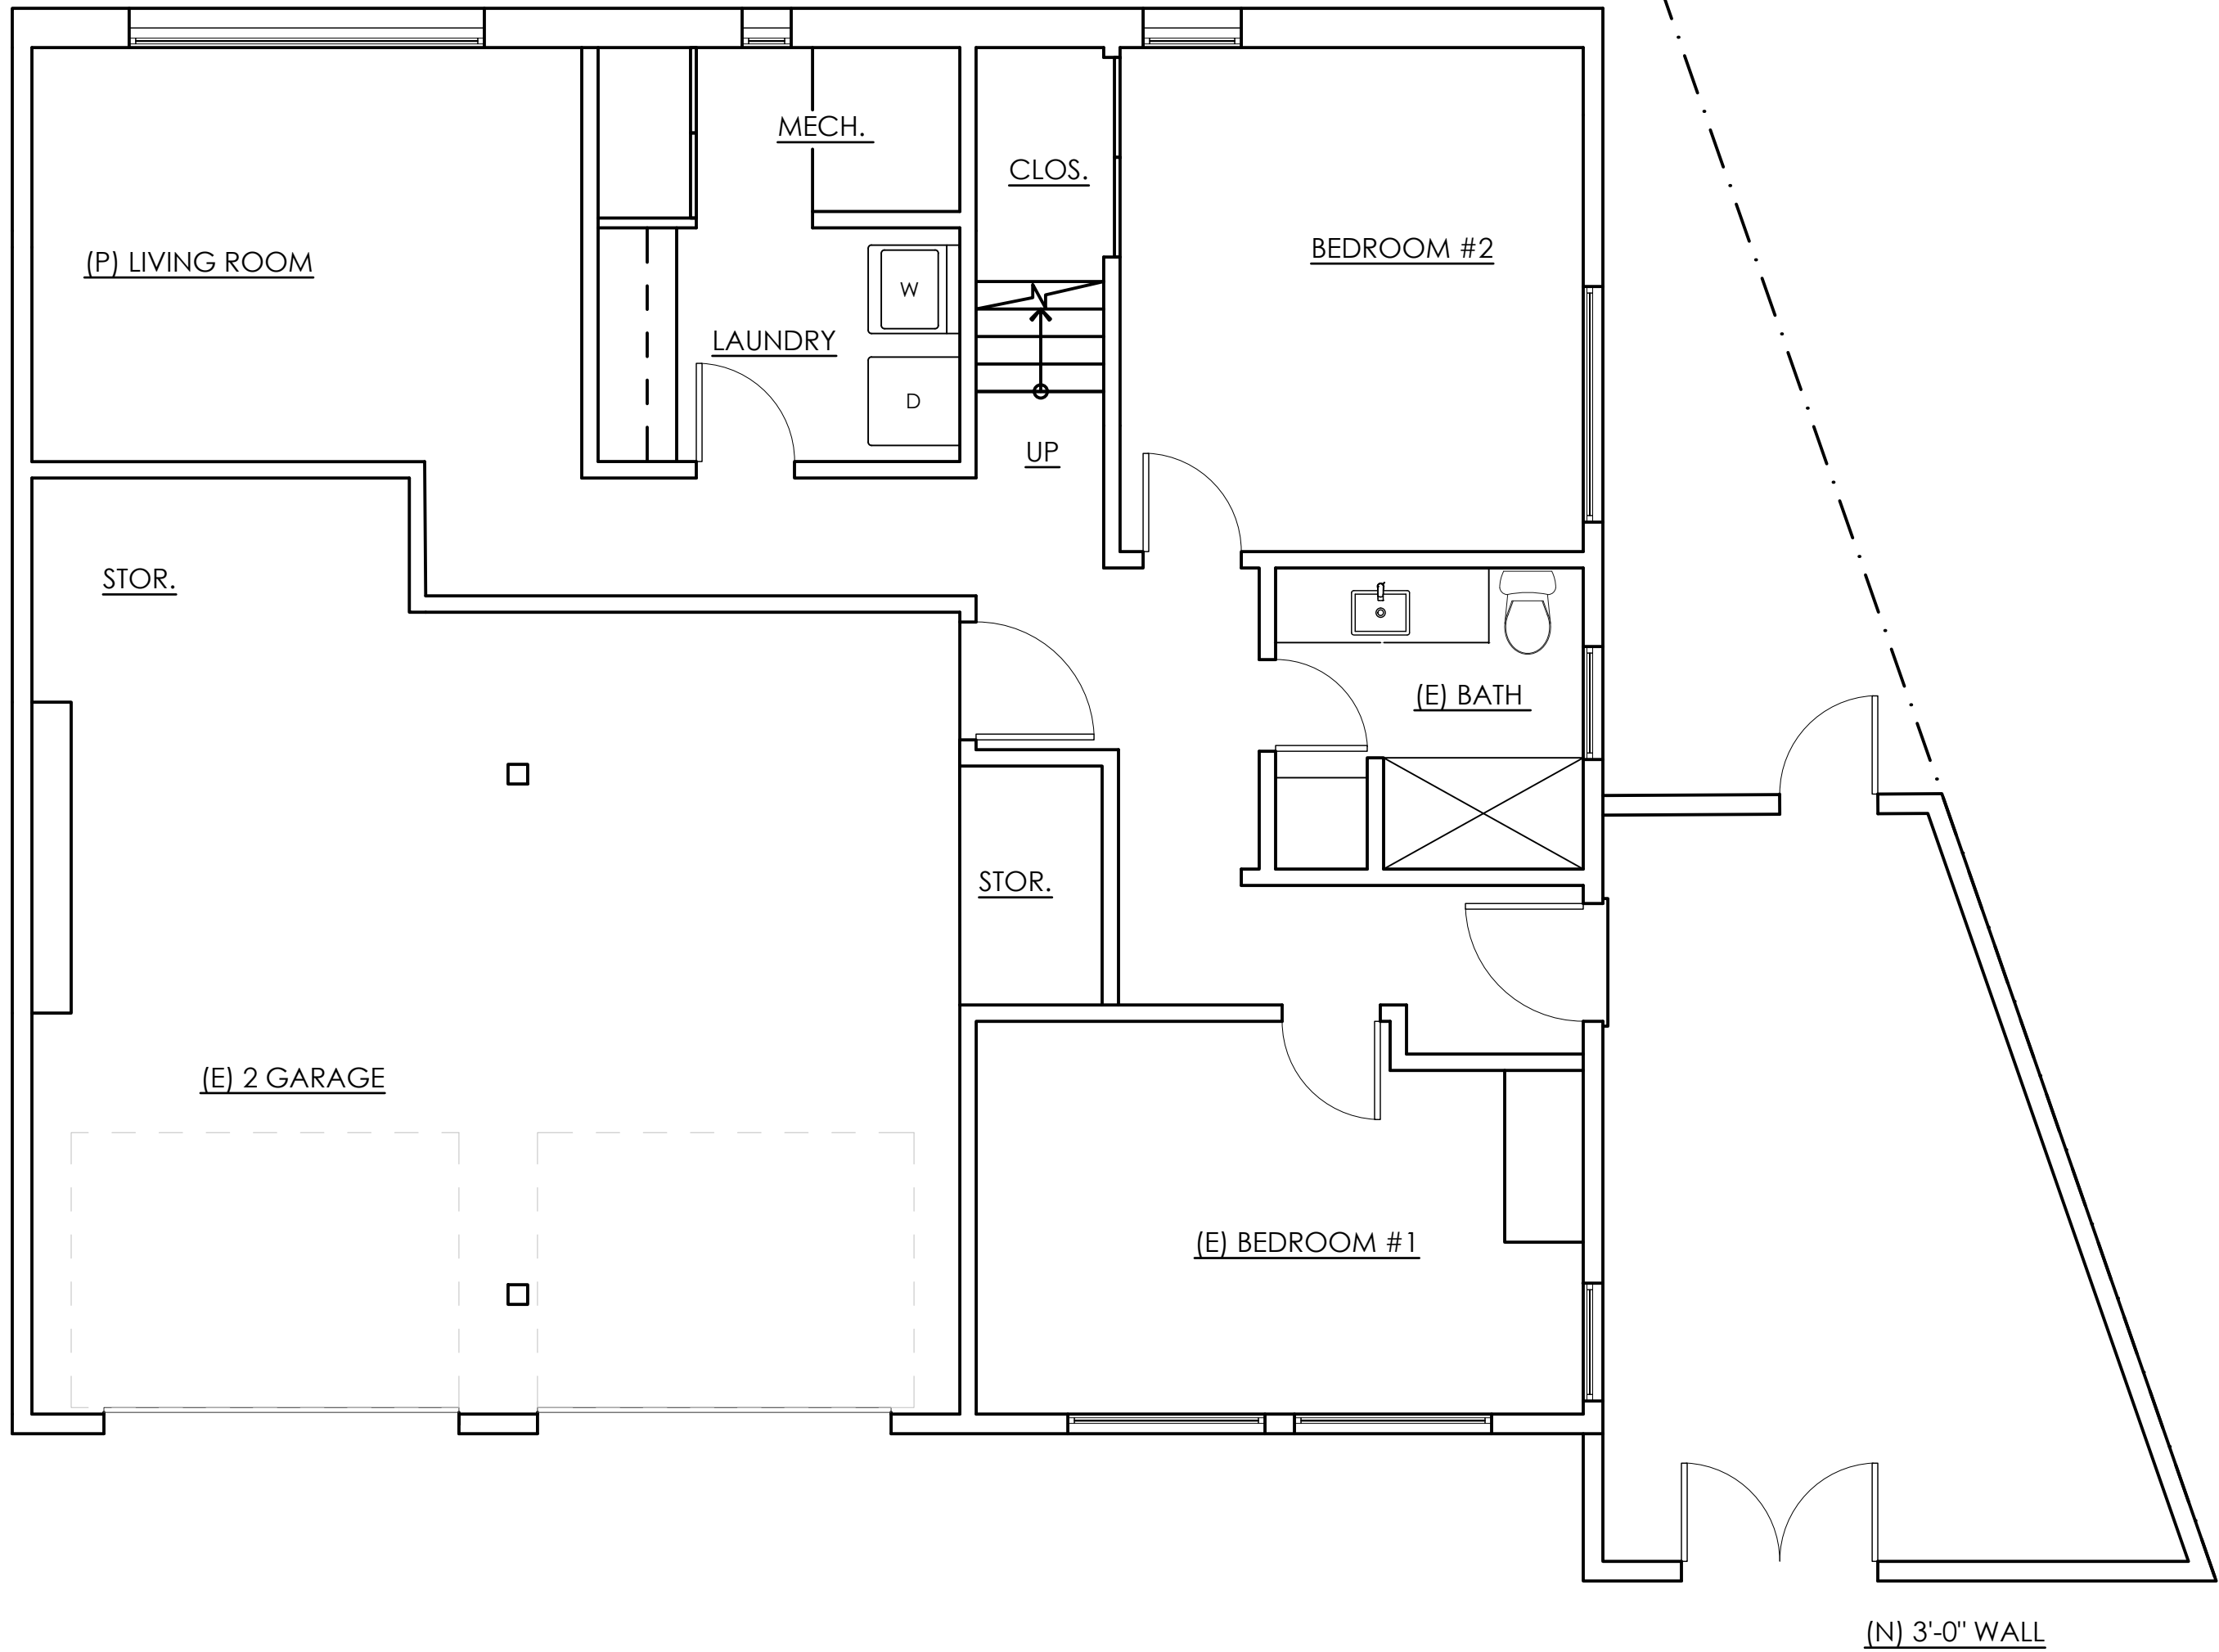 MECH.
CLOS.
BEDROOM #2
(P) LIVING ROOM
W
LAUNDRY
D
UP
STOR.
(E) BATH
STOR.
(E) 2 GARAGE
(E) BEDROOM #1
(N) 3'-0" WALL